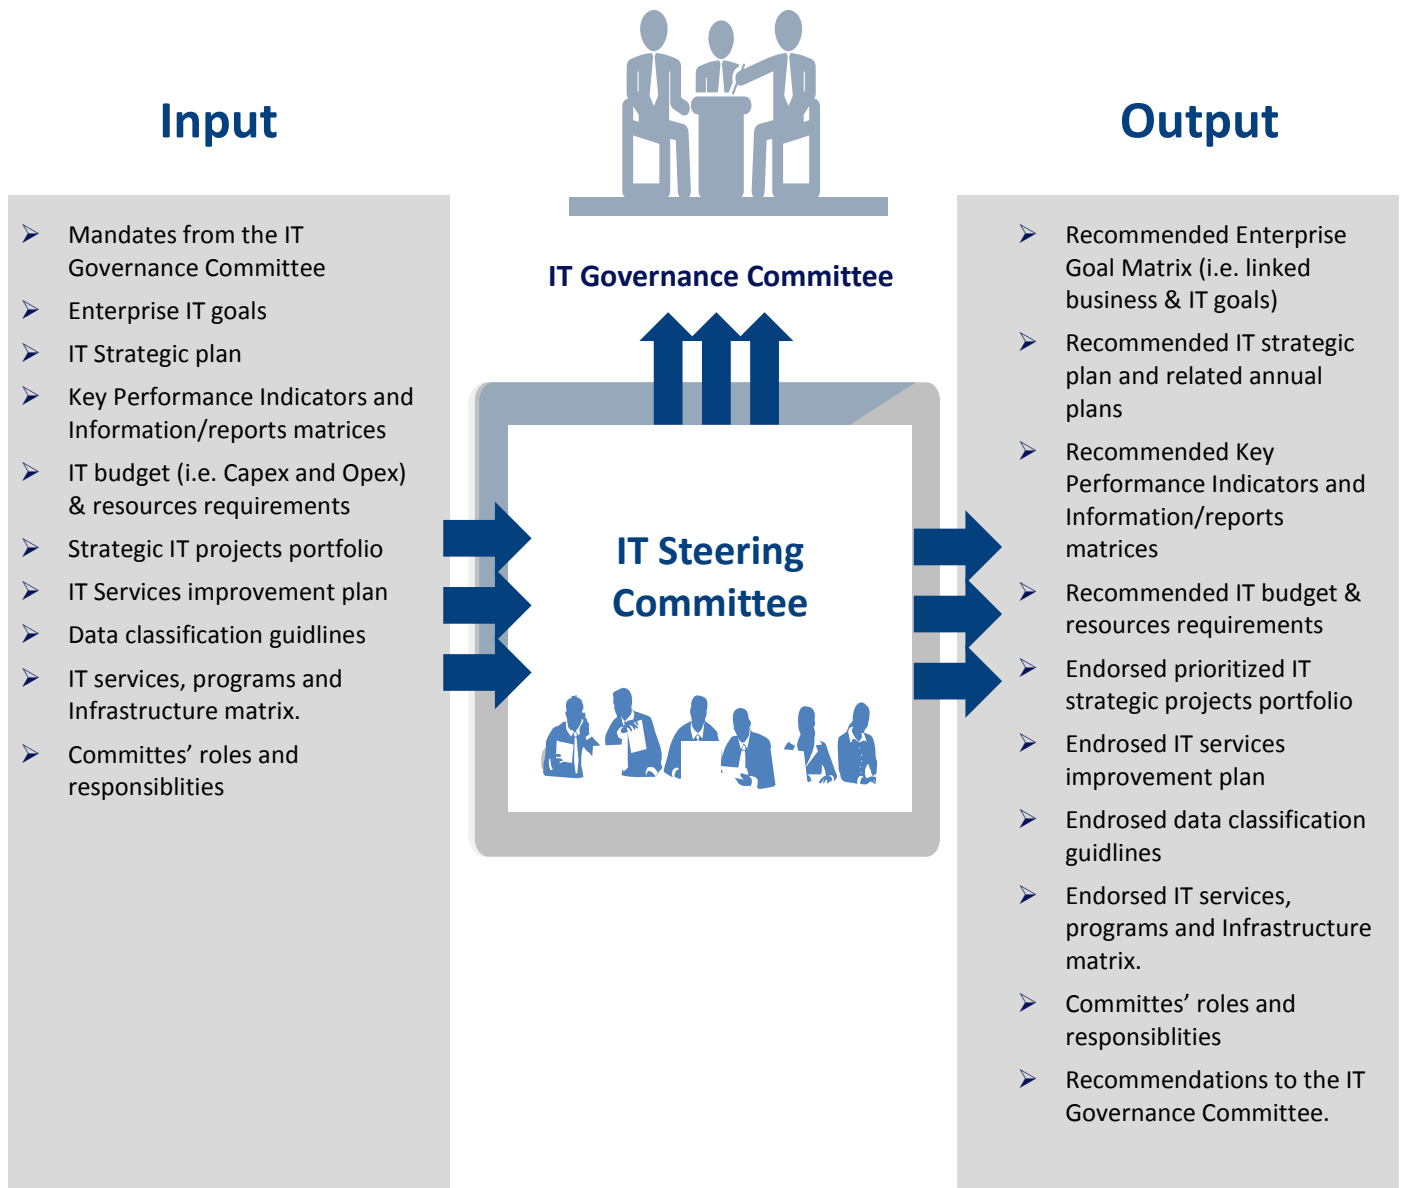 Input
Mandates from the IT
Governance Committee
Enterprise IT goals
IT Strategic plan
Key Performance Indicators and
Information/reports matrices
IT budget (i.e. Capex and Opex)
& resources requirements
Strategic IT projects portfolio
IT Services improvement plan
Data classification guidlines
IT services, programs and
Infrastructure matrix.
Committes’ roles and
responsiblities
IT Governance Committee
IT Steering
Committee
Output
Recommended Enterprise
Goal Matrix (i.e. linked
business & IT goals)
Recommended IT strategic
plan and related annual
plans
Recommended Key
Performance Indicators and
Information/reports
matrices
Recommended IT budget &
resources requirements
Endorsed prioritized IT
strategic projects portfolio
Endrosed IT services
improvement plan
Endrosed data classification
guidlines
Endorsed IT services,
programs and Infrastructure
matrix.
Committes’ roles and
responsiblities
Recommendations to the IT
Governance Committee.